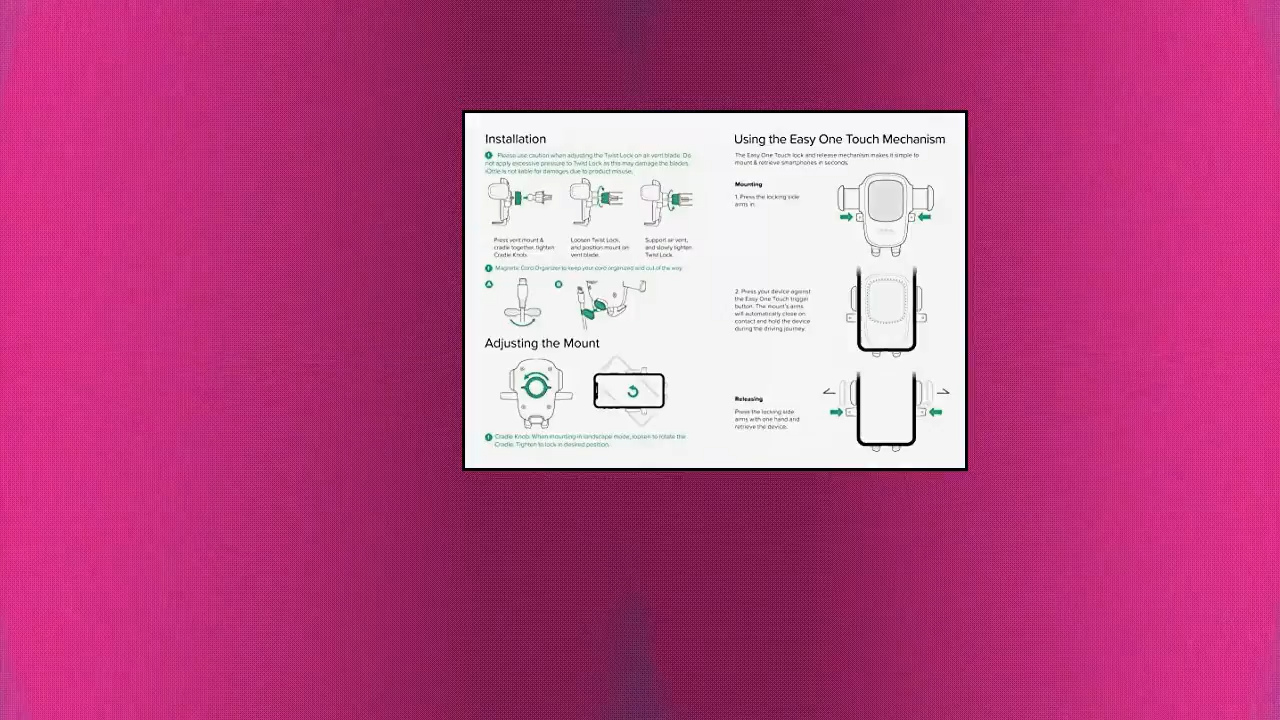 Installation
Please use caution when adjusting the Twist Lock on air vent blade. Do
not apply excessive pressure to Twist Lock as this may damage the blades.
iOttie is not liable for damages due to product misuse.
Press vent mount &
cradle together, tighten
Cradle Knob.
Loosen Twist Lock,
and position mount on
vent blade.
Support air vent,
and slowly tighten
Twist Lock.
Magnetic Cord Organizer to keep your cord organized and out of the way.
A
B
Adjusting the Mount
Cradle Knob: When mounting in landscape mode, loosen to rotate the
Cradle. Tighten to lock in desired position.
Using the Easy One Touch Mechanism
The Easy One Touch lock and release mechanism makes it simple to
mount & retrieve smartphones in seconds.
Mounting
1. Press the locking side
arms in.
2. Press your device against
the Easy One Touch trigger
button. The mount's arms
will automatically close on
contact and hold the device
during the driving journey.
Releasing
Press the locking side
arms with one hand and
retrieve the device.